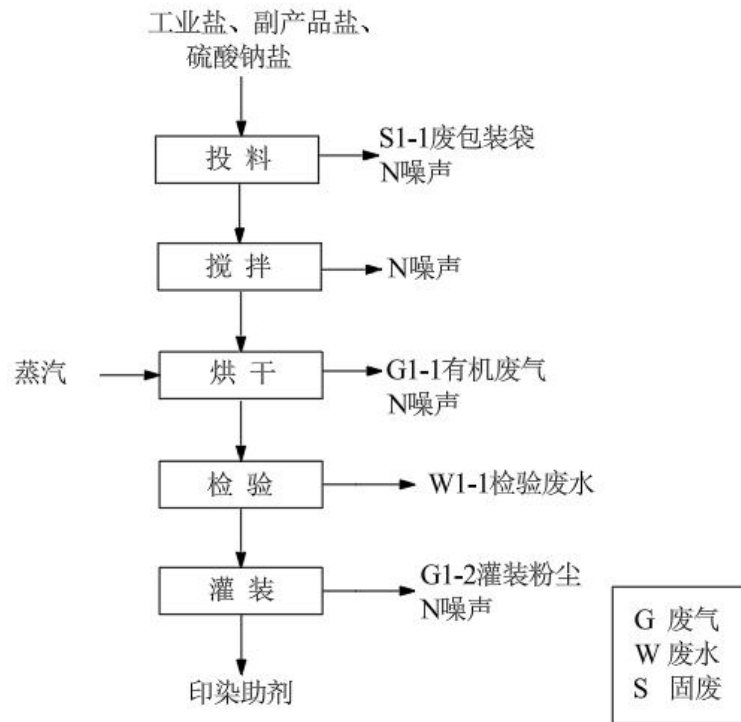 工业盐、副产品盐、
硫酸钠盐
投 料
S1-1废包装袋
N噪声
搅 拌
N噪声
蒸汽
烘 干
G1-1有机废气
N噪声
检 验
W1-1检验废水
灌 装
G1-2灌装粉尘
N噪声
印染助剂
G 废气
W 废水
S 固废